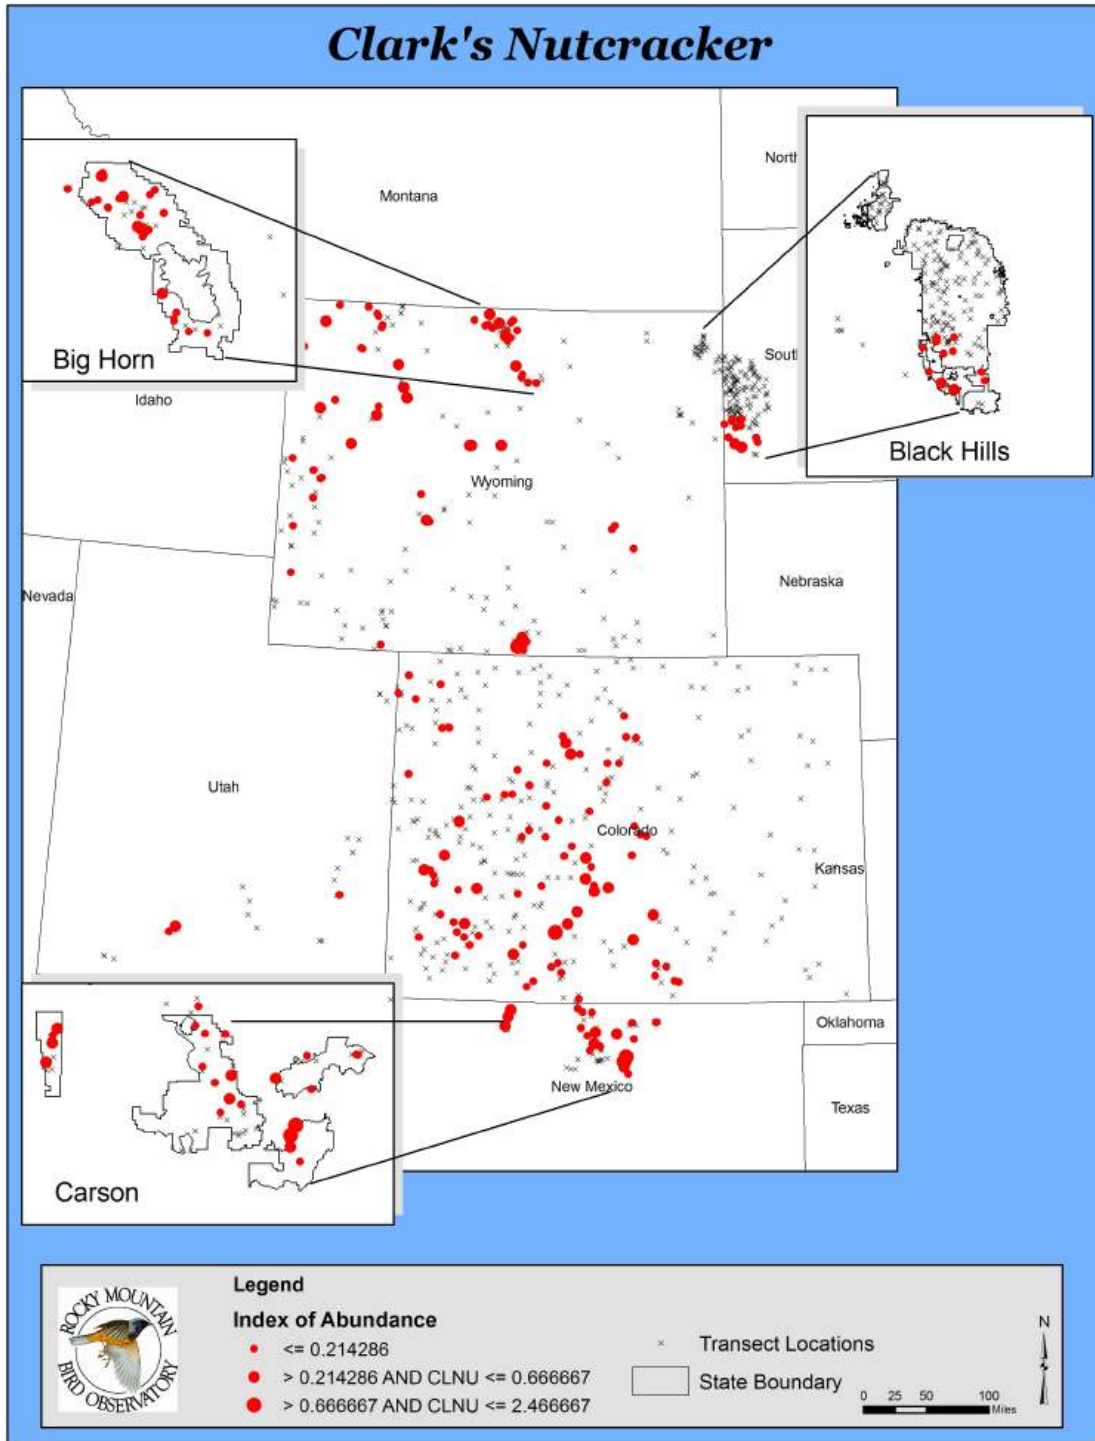 Clark's Nutcracker
Montana
North
South
Big Horn
Idaho
Black Hills
Wyoming
Nevada
Nebraska
Utah
Colorado
Kansas
Oklahoma
New Mexico
Texas
Carson
Legend
Index of Abundance
<= 0.214286
> 0.214286 AND CLNU <= 0.666667
> 0.666667 AND CLNU <= 2.466667
Transect Locations
State Boundary
N
0 25 50 100
Miles
ROCKY MOUNTAIN
BIRD OBSERVATORY